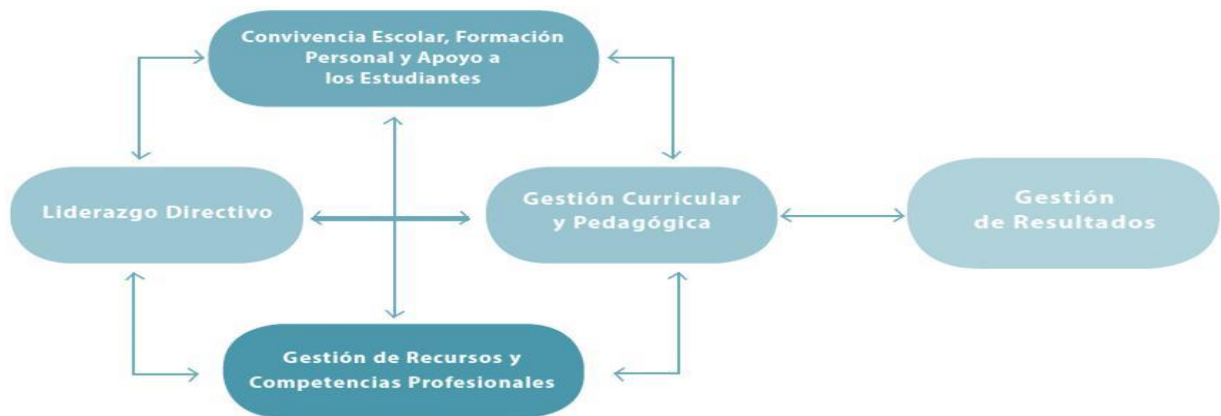 Convivencia Escolar, Formación
Personal y Apoyo a
los Estudiantes
Liderazgo Directivo
Gestión Curricular
y Pedagógica
Gestión
de Resultados
Gestión de Recursos y
Competencias Profesionales